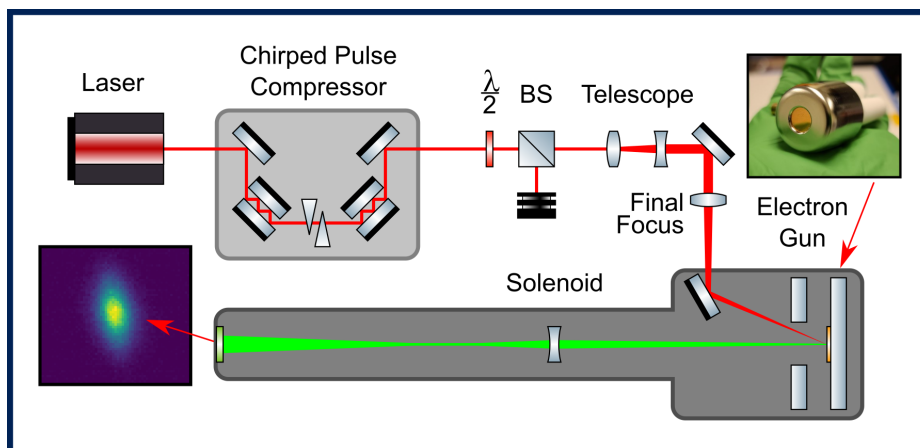 Laser
Chirped Pulse
Compressor
λ
2
BS
Telescope
Final
Focus
Electron
Gun
Solenoid